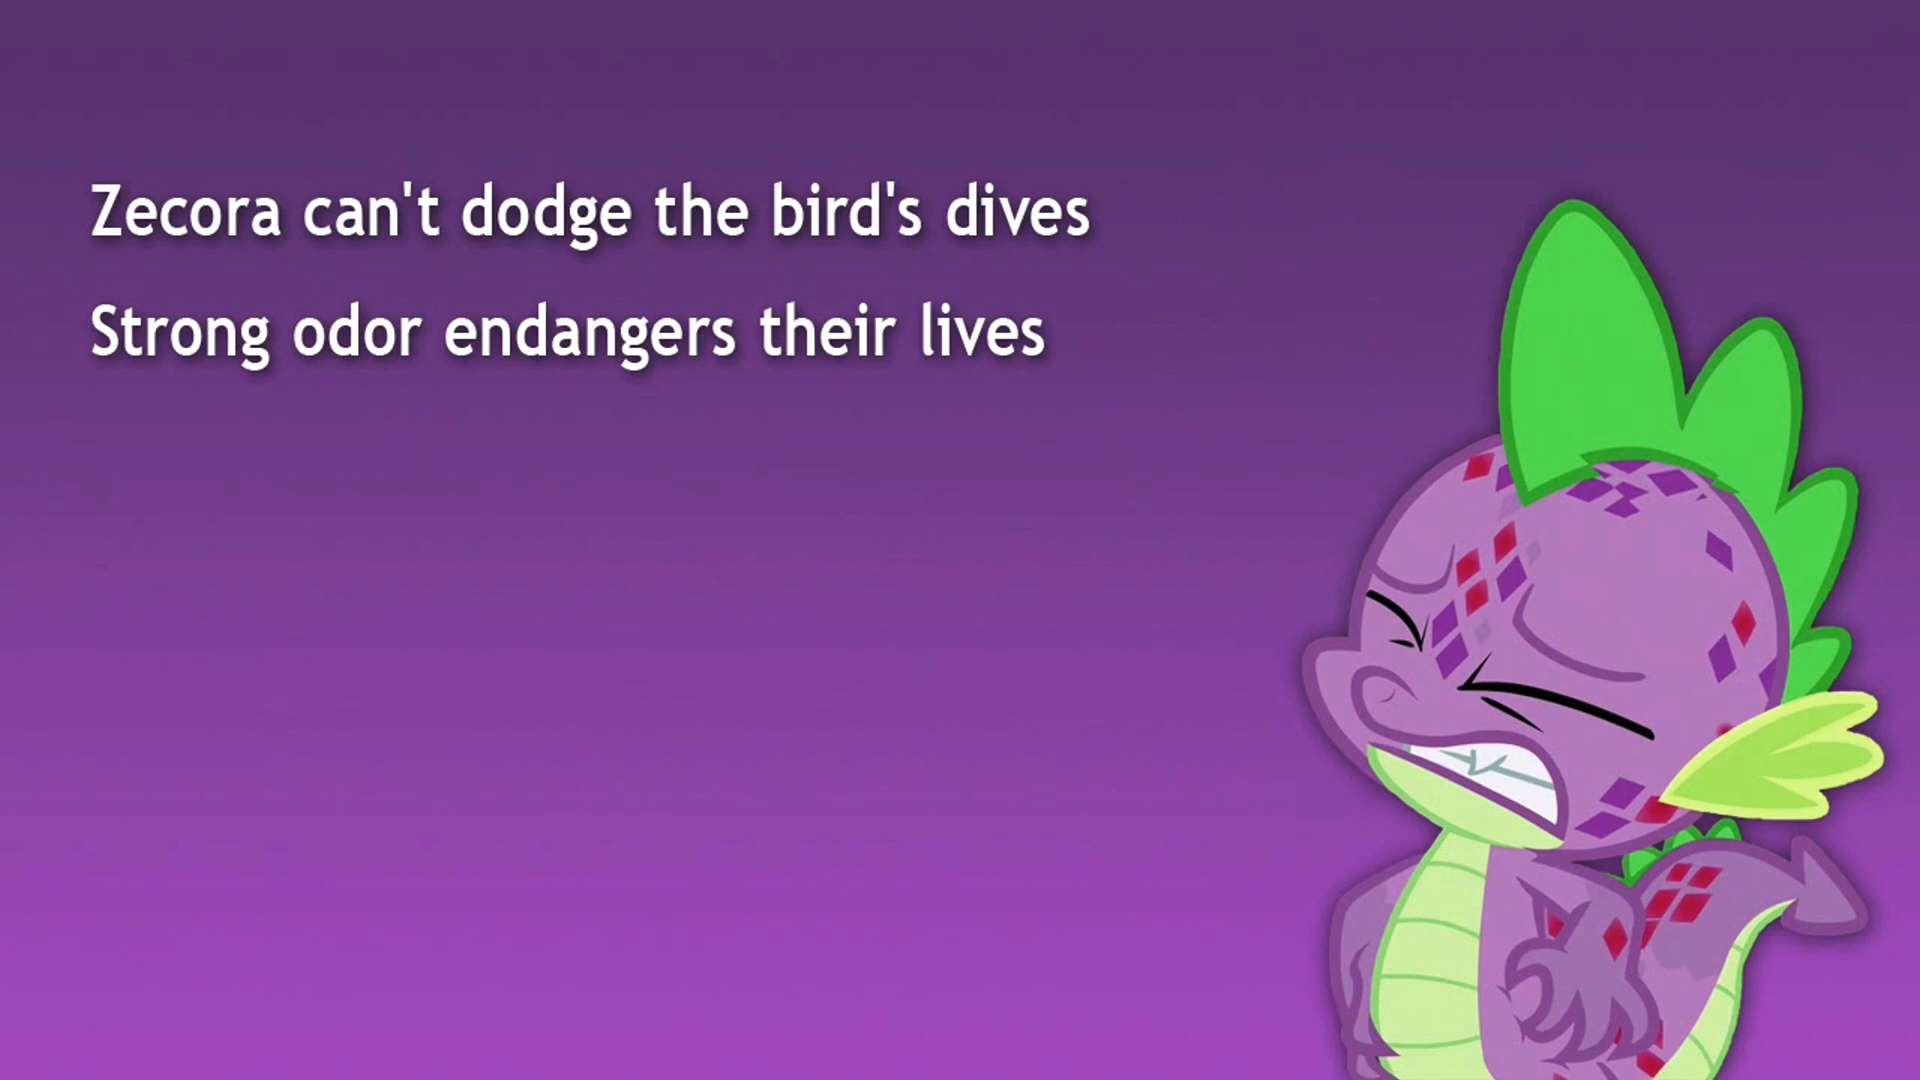 Zecora can't dodge the bird's dives
Strong odor endangers their lives